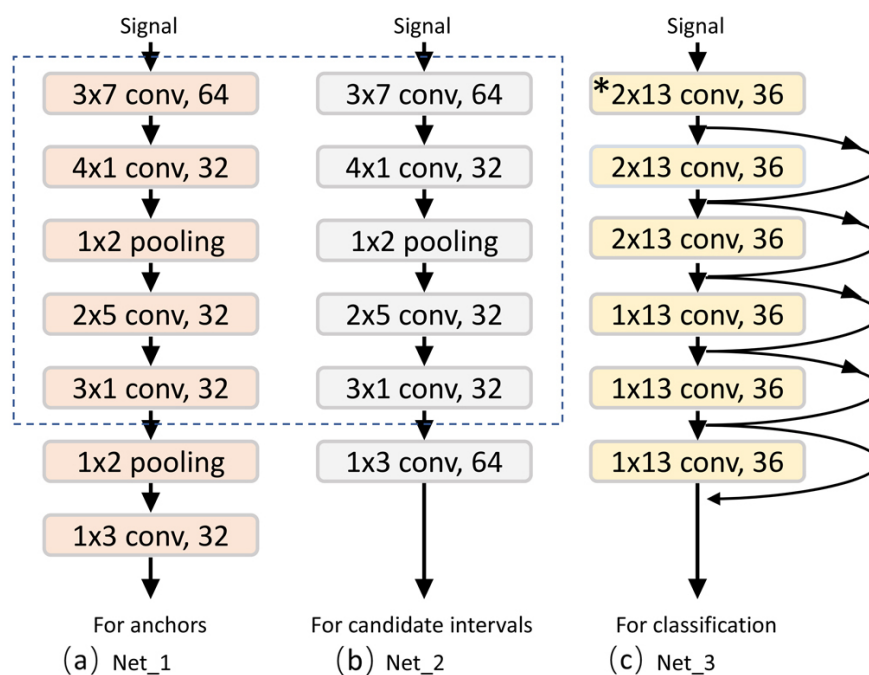 Signal
Signal
Signal
3x7 conv, 64
3x7 conv, 64
*2x13 conv, 36
4x1 conv, 32
4x1 conv, 32
2x13 conv, 36
1x2 pooling
1x2 pooling
2x13 conv, 36
2x5 conv, 32
2x5 conv, 32
1x13 conv, 36
3x1 conv, 32
3x1 conv, 32
1x13 conv, 36
1x2 pooling
1x3 conv, 64
1x13 conv, 36
1x3 conv, 32
For anchors
For candidate intervals
For classification
(a) Net_1
(b) Net_2
(c) Net_3